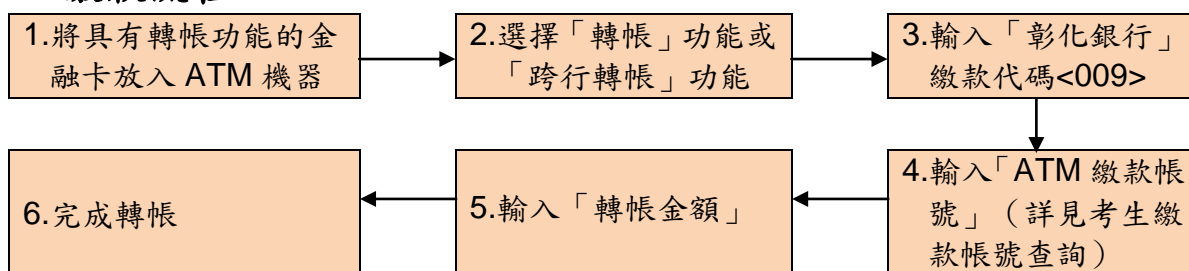 1.將具有轉帳功能的金
融卡放入 ATM 機器
2.選擇「轉帳」功能或
「跨行轉帳」功能
3.輸入「彰化銀行」
繳款代碼<009>
4.輸入「ATM 繳款帳
號」（詳見考生繳
款帳號查詢）
5.輸入「轉帳金額」
6.完成轉帳